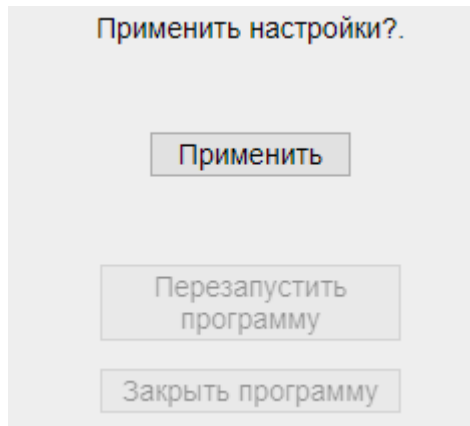 Применить настройки?.
Применить
Перезапустить
программу
Закрыть программу